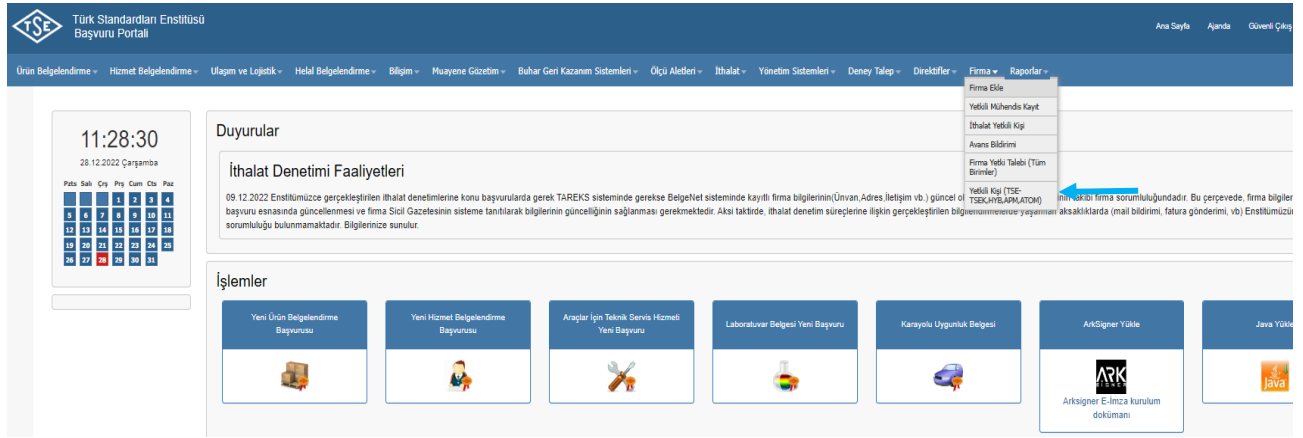 TSE
Türk Standardları Enstitüsü
Başvuru Portali
Ana Sayfa Ajanda Güvenli Çıkış
Ürün Belgelendirme Hizmet Belgelendirme Ulaşım ve Lojistik Helal Belgelendirme Bilişim Muayene Gözetim Buhar Geri Kazanım Sistemleri Ölçü Aletleri İthalat Yönetim Sistemleri Deney Talep Direktifler Firma Raporlar
Firma Ekle
Yetkili Mühendis Kayıt
İthalat Yetkili Kişi
Avans Bildirimi
Firma Yetki Talebi (Tüm
Birimler)
Yetkili Kişi (TSE-
TSEK,HYB,APM,ATOM)
11:28:30
28.12.2022 Çarşamba
Pzts Salı Çrş Prş Cum Cts Paz
1 2 3 4
5 6 7 8 9 10 11
12 13 14 15 16 17 18
19 20 21 22 23 24 25
26 27 28 29 30 31
Duyurular
İthalat Denetimi Faaliyetleri
09.12.2022 Enstitümüzce gerçekleştirilen ithalat denetimlerine konu başvurularda gerek TAREKS sisteminde gerekse BelgeNet sisteminde kayıtlı firma bilgilerinin(Ünvan,Adres,İletişim vb.) güncel takibi firma sorumluluğundadır. Bu çerçevede, firma bilgiler
başvuru esnasında güncellenmesi ve firma Sicil Gazetesinin sisteme tanıtılarak bilgilerinin güncelliğinin sağlanması gerekmektedir. Aksi taktirde, ithalat denetim süreçlerine ilişkin gerçekleştirilen aksaklıklarda (mail bildirimi, fatura gönderimi, vb) Enstitümüzün
sorumluluğu bulunmamaktadır. Bilgilerinize sunulur.
İşlemler
Yeni Ürün Belgelendirme
Başvurusu
Yeni Hizmet Belgelendirme
Başvurusu
Araçlar İçin Teknik Servis Hizmeti
Yeni Başvuru
Laboratuvar Belgesi Yeni Başvuru
Karayolu Uygunluk Belgesi
ArkSigner Yükle
Java Yükle
ARK
SIGNER
Java
Arksigner E-İmza kurulum
dokümanı